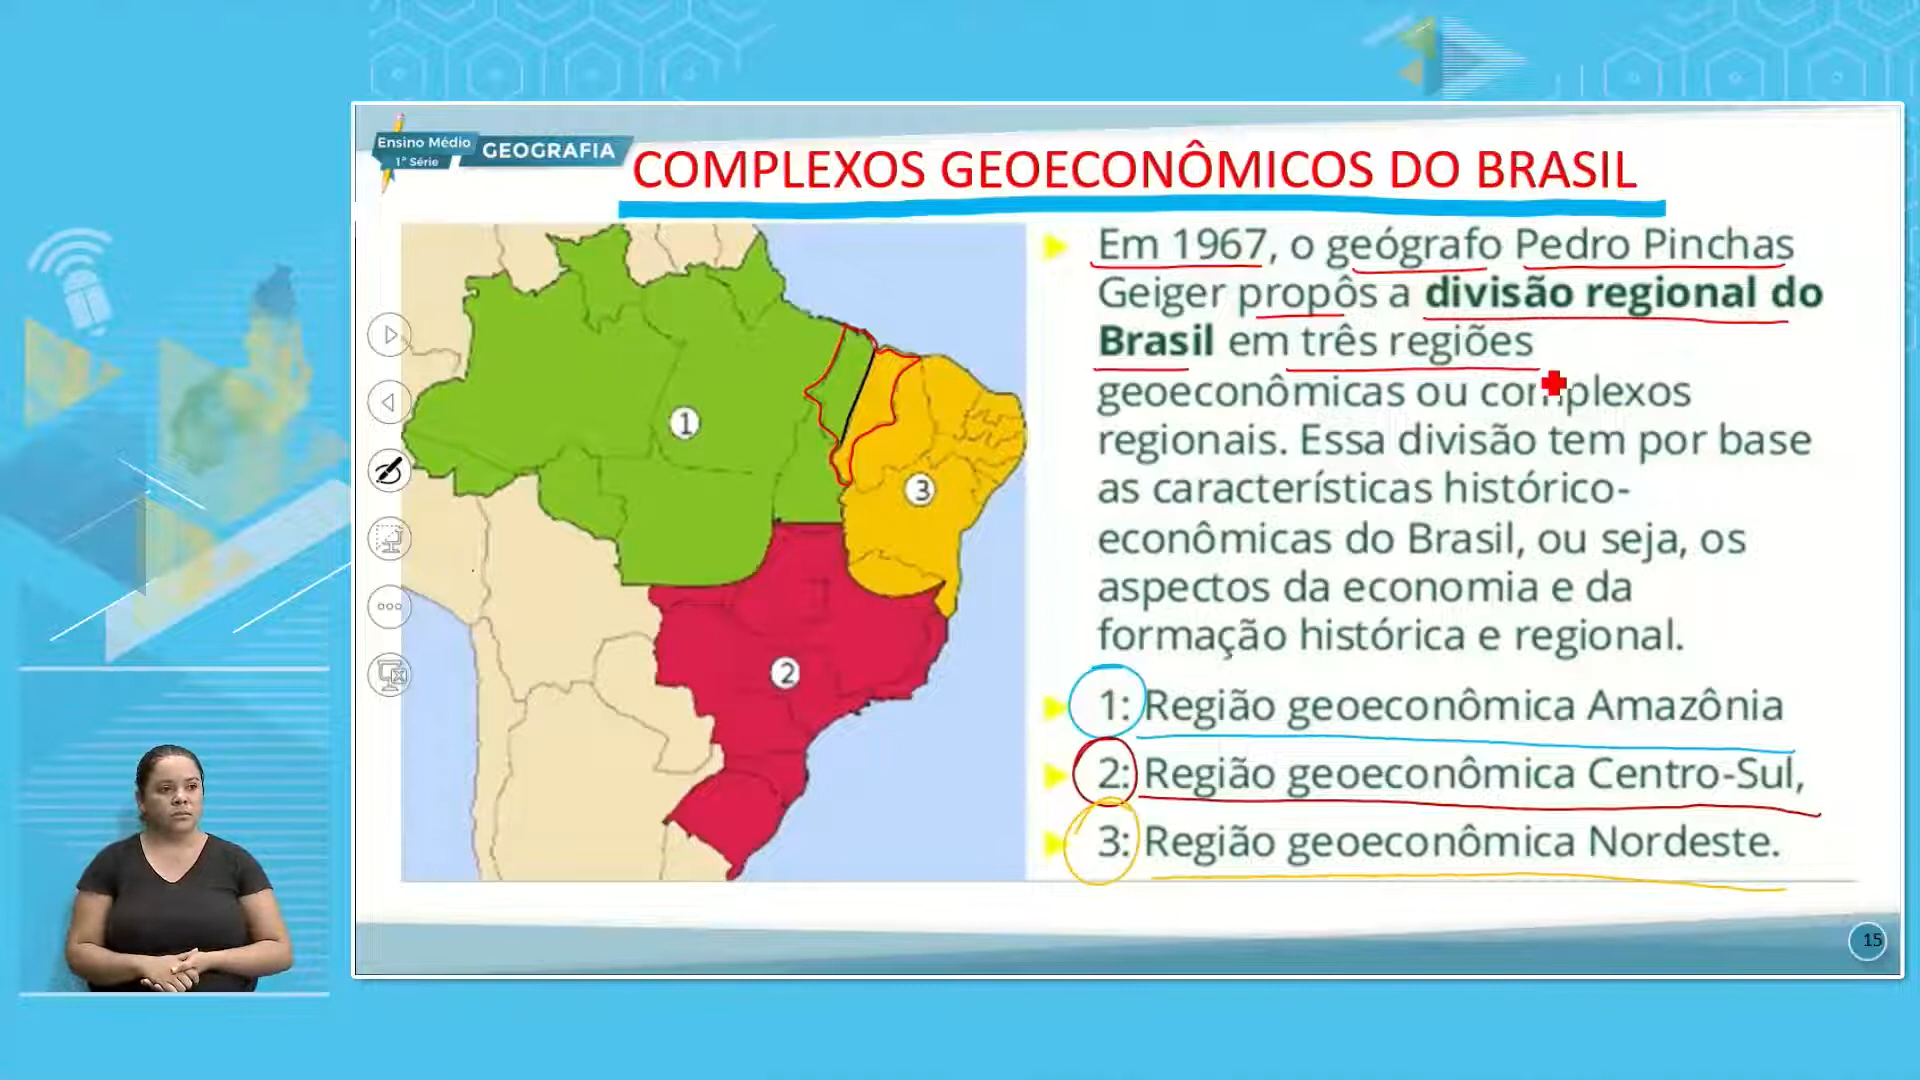 Ensino Médio
1ª Série
GEOGRAFIA
COMPLEXOS GEOECONÔMICOS DO BRASIL
Em 1967, o geógrafo Pedro Pinchas
Geiger propôs a divisão regional do
Brasil em três regiões
geoeconômicas ou complexos
regionais. Essa divisão tem por base
as características histórico-
econômicas do Brasil, ou seja, os
aspectos da economia e da
formação histórica e regional.
1: Região geoeconômica Amazônia
2: Região geoeconômica Centro-Sul,
3: Região geoeconômica Nordeste.
1
3
2
15